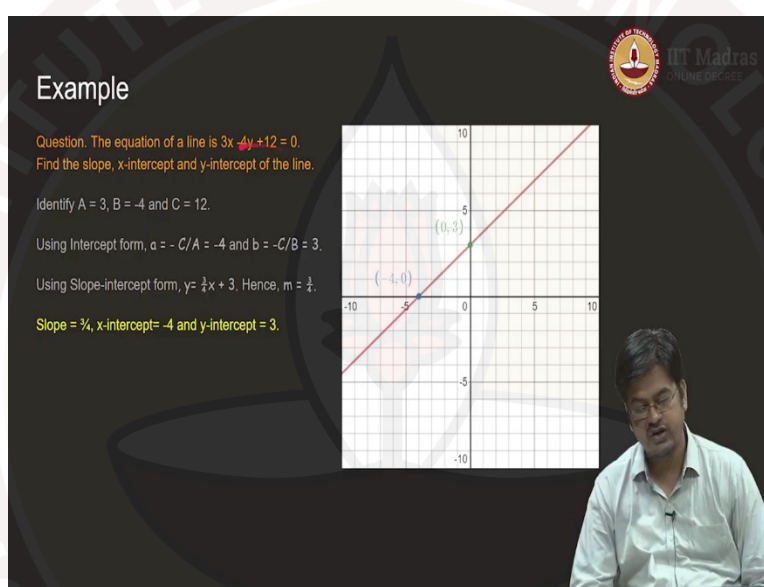 IIT Madras
ONLINE DEGREE
Example
Question. The equation of a line is 3x -4y +12 = 0.
Find the slope, x-intercept and y-intercept of the line.
Identify A = 3, B = -4 and C = 12.
Using Intercept form, a = - C/A = -4 and b = -C/B = 3.
Using Slope-intercept form, y= 3/4 x + 3. Hence, m = 3/4.
Slope = ¾, x-intercept= -4 and y-intercept = 3.
10
5
(0, 3)
(-4, 0)
-10
-5
0
5
10
-5
-10